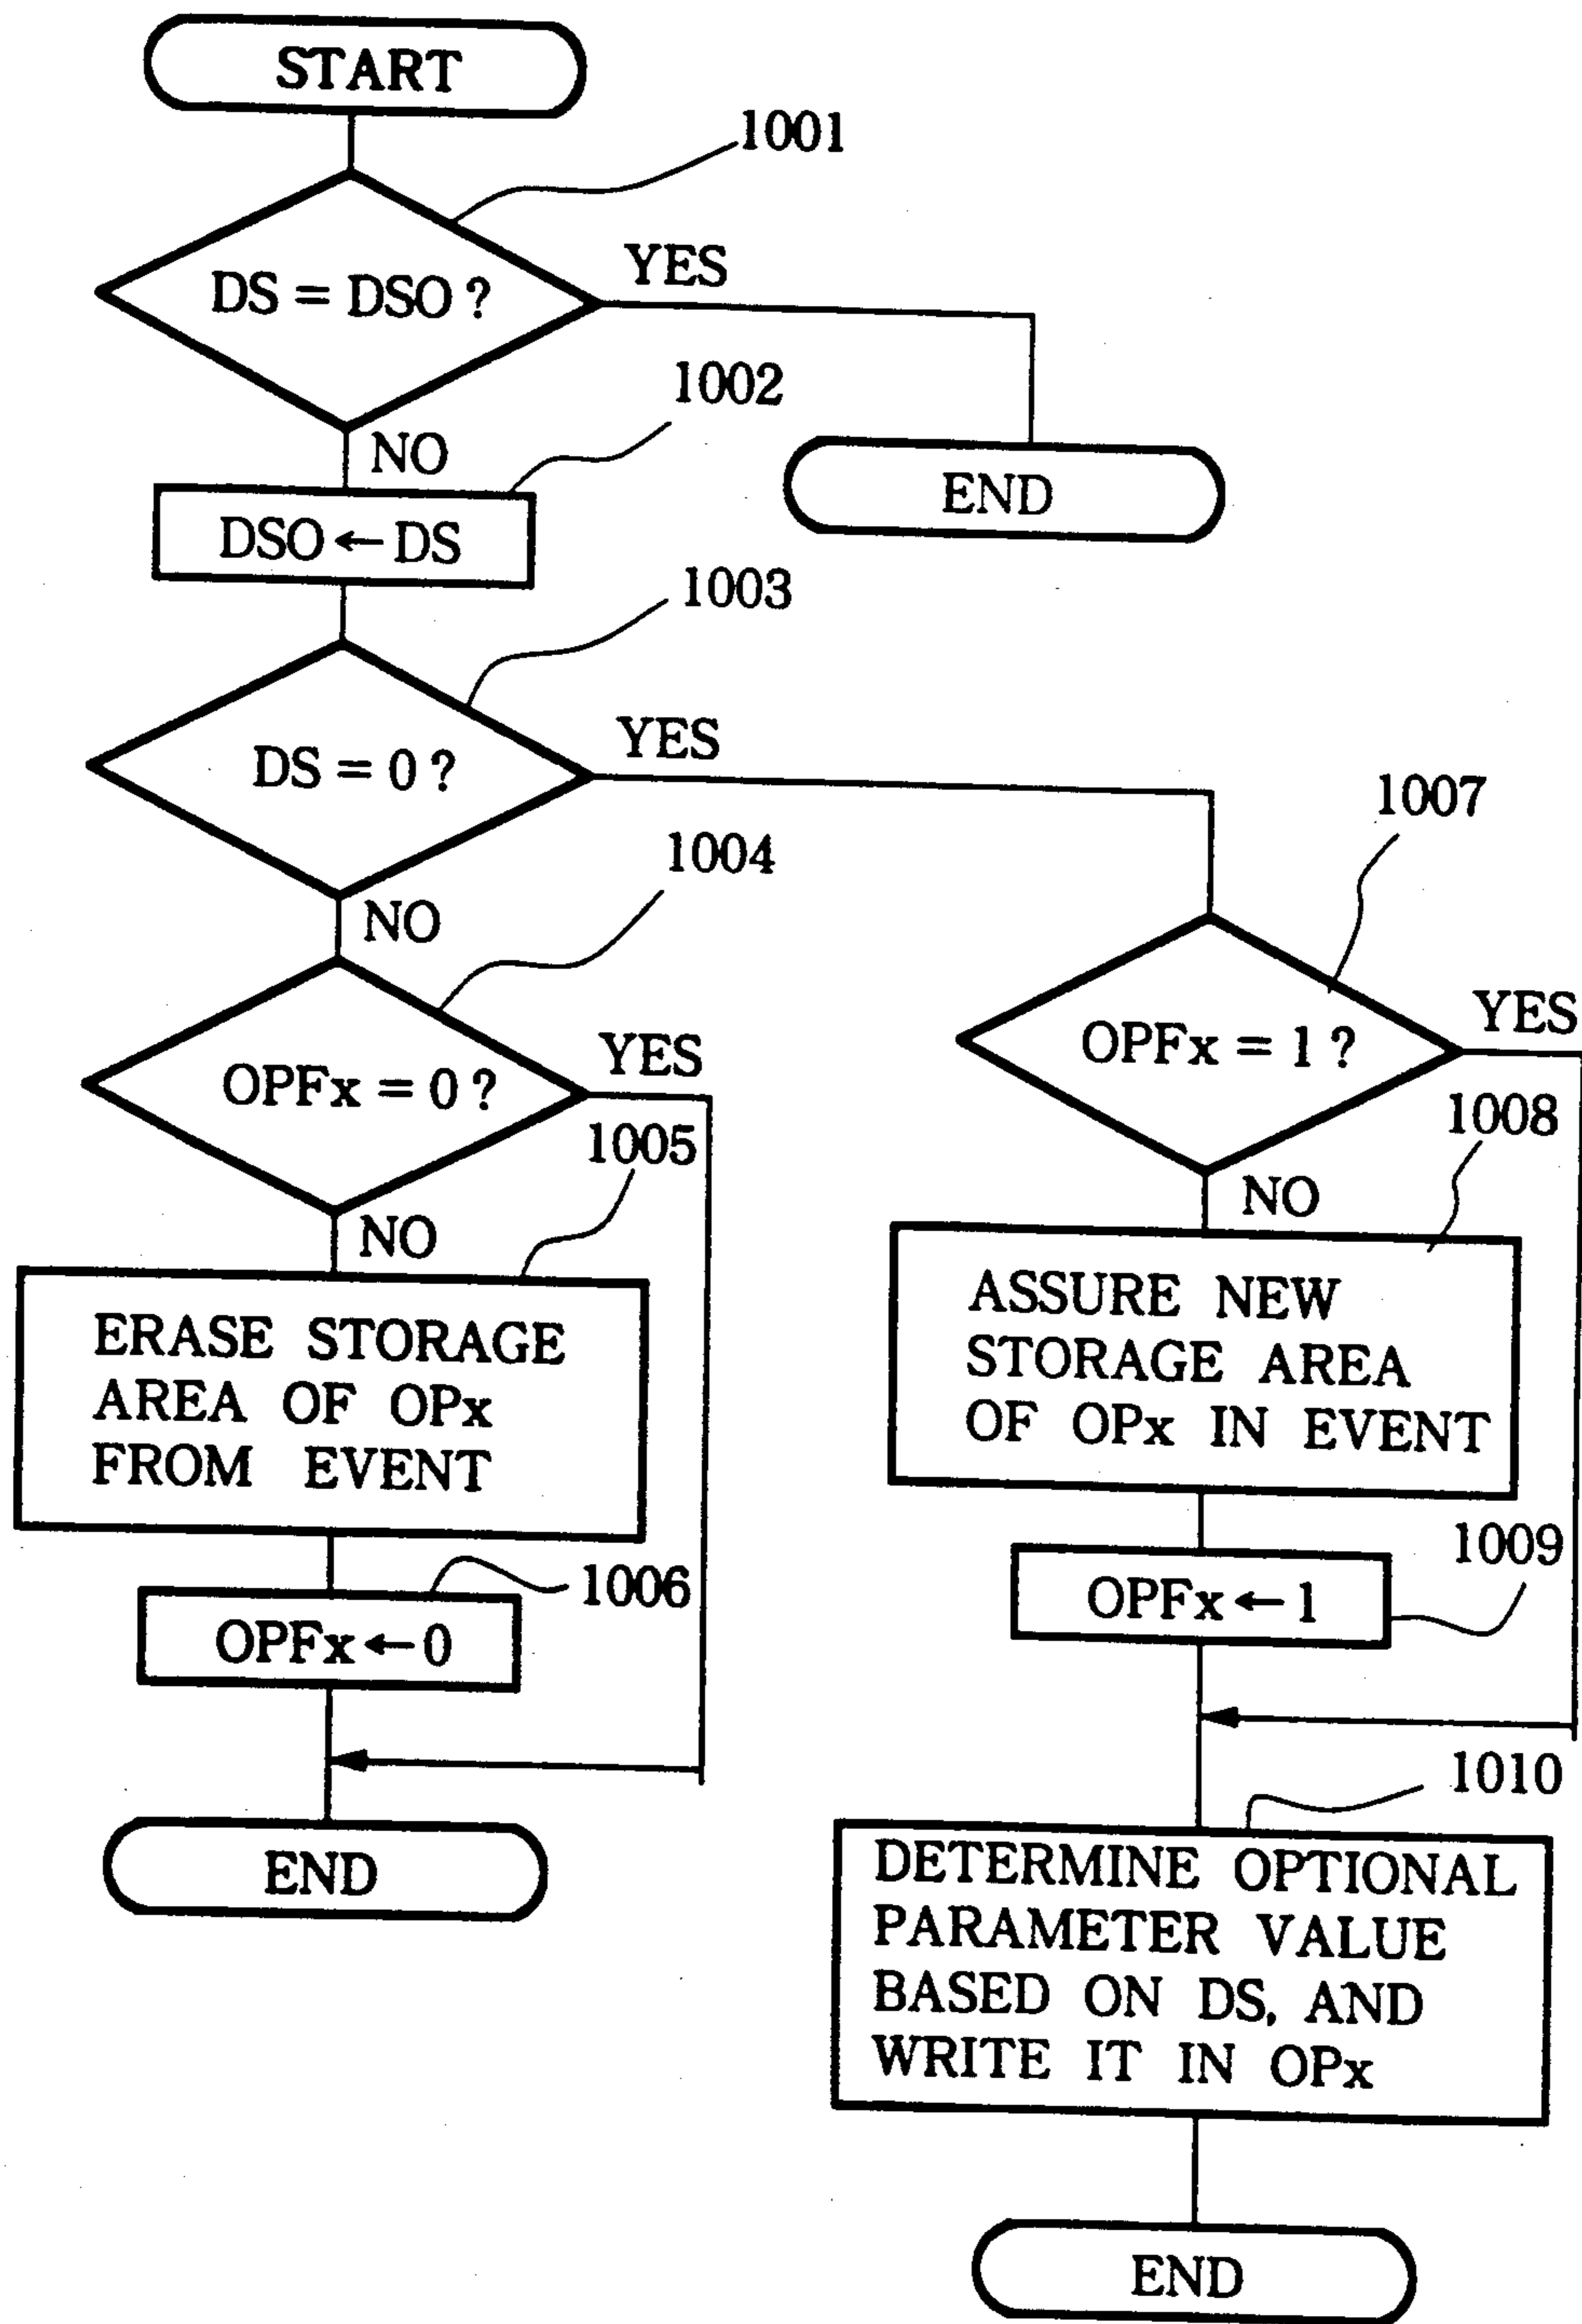 START
1001
DS = DSO ?
YES
1002
NO
END
DSO ← DS
1003
DS = 0 ?
YES
1007
1004
NO
OPFx = 0 ?
YES
OPFx = 1 ?
YES
1005
1008
NO
NO
ERASE STORAGE
AREA OF OPx
FROM EVENT
ASSURE NEW
STORAGE AREA
OF OPx IN EVENT
1006
1009
OPFx ← 0
OPFx ← 1
1010
END
DETERMINE OPTIONAL
PARAMETER VALUE
BASED ON DS, AND
WRITE IT IN OPx
END